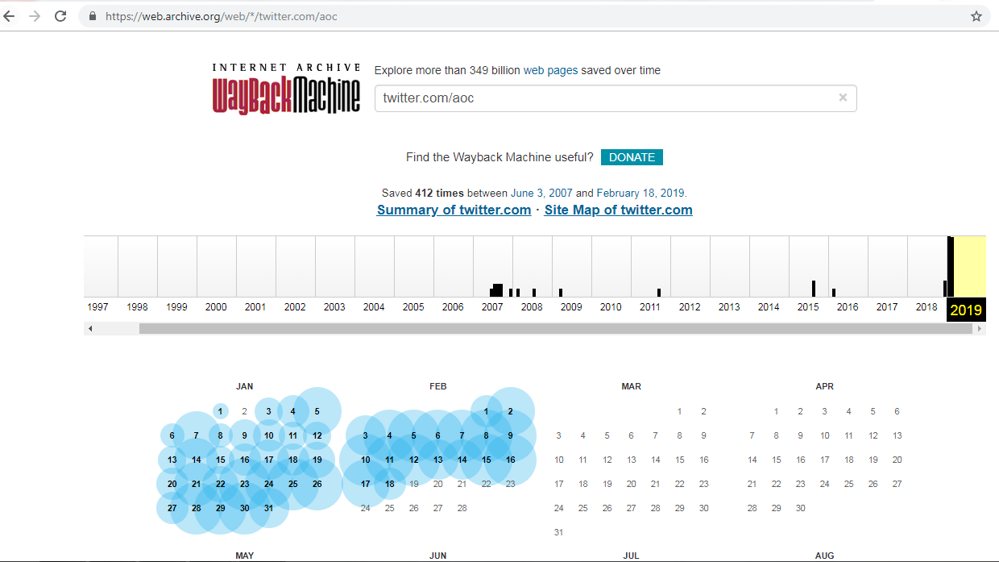 https://web.archive.org/web/*/twitter.com/aoc
INTERNET ARCHIVE
WayBackMachine
Explore more than 349 billion web pages saved over time
twitter.com/aoc
Find the Wayback Machine useful? DONATE
Saved 412 times between June 3, 2007 and February 18, 2019.
Summary of twitter.com · Site Map of twitter.com
1997 1998 1999 2000 2001 2002 2003 2004 2005 2006 2007 2008 2009 2010 2011 2012 2013 2014 2015 2016 2017 2018 2019
JAN FEB MAR APR
1 2 3 4 5 1 2 1 2 1 2 3 4 5 6
6 7 8 9 10 11 12 3 4 5 6 7 8 9 3 4 5 6 7 8 9 7 8 9 10 11 12 13
13 14 15 16 17 18 19 10 11 12 13 14 15 16 10 11 12 13 14 15 16 14 15 16 17 18 19 20
20 21 22 23 24 25 26 17 18 19 20 21 22 23 17 18 19 20 21 22 23 21 22 23 24 25 26 27
27 28 29 30 31 24 25 26 27 28 24 25 26 27 28 29 30 28 29 30
31
MAY JUN JUL AUG